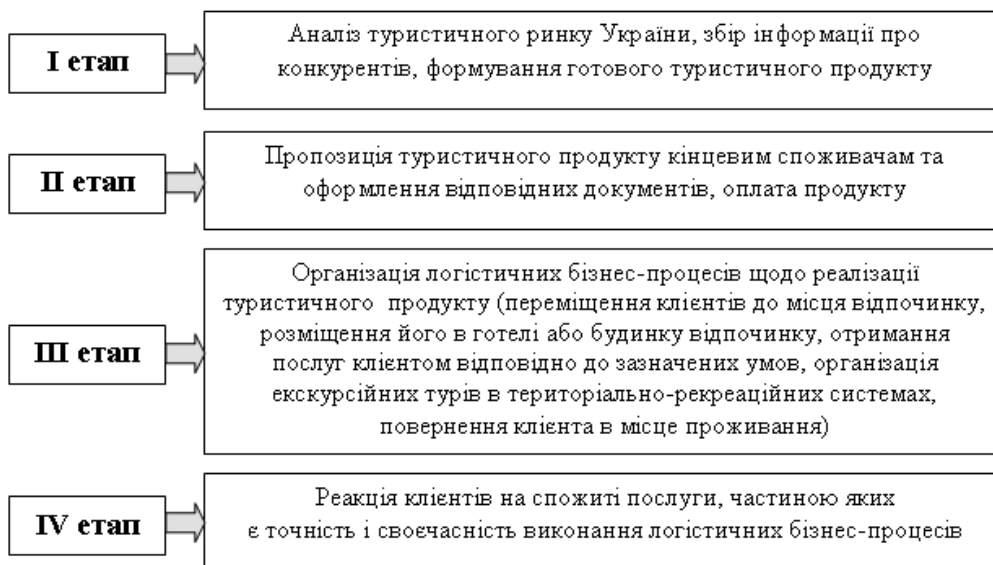 І етап
Аналіз туристичного ринку України, збір інформації про
конкурентів, формування готового туристичного продукту
ІІ етап
Пропозиція туристичного продукту кінцевим споживачам та
оформлення відповідних документів, оплата продукту
ІІІ етап
Організація логістичних бізнес-процесів щодо реалізації
туристичного продукту (переміщення клієнтів до місця відпочинку,
розміщення його в готелі або будинку відпочинку, отримання
послуг клієнтом відповідно до зазначених умов, організація
екскурсійних турів в територіально-рекреаційних системах,
повернення клієнта в місце проживання)
IV етап
Реакція клієнтів на спожиті послуги, частиною яких
є точність і своєчасність виконання логістичних бізнес-процесів